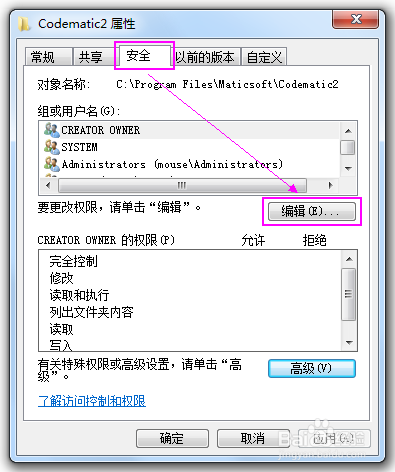 Codematic2 属性
常规 共享 安全 以前的版本 自定义
对象名称: C:\Program Files\Maticsoft\Codematic2
组或用户名(G):
CREATOR OWNER
SYSTEM
Administrators (mouse\Administrators)
要更改权限，请单击“编辑”。 编辑(E)...
CREATOR OWNER 的权限(P) 允许 拒绝
完全控制
修改
读取和执行
列出文件夹内容
读取
写入
有关特殊权限或高级设置，请单击“高
级”。 高级(V)
了解访问控制和权限
确定 取消 应用(A)